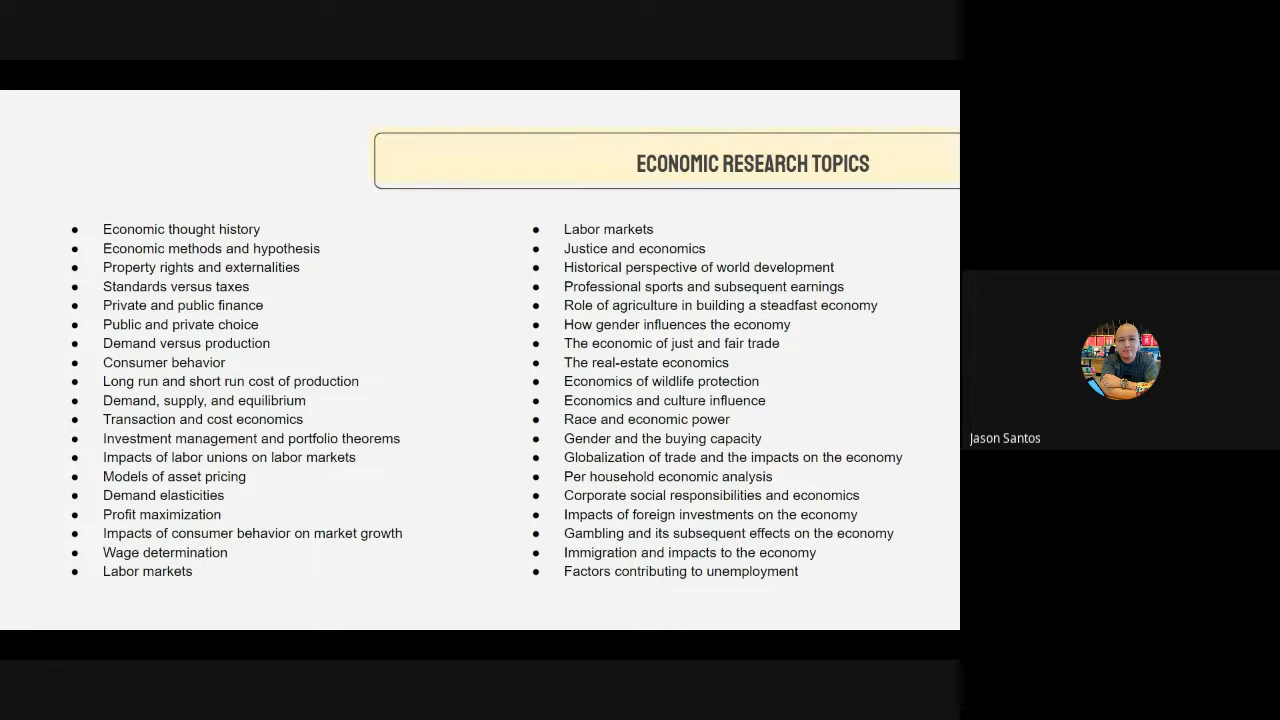 ECONOMIC RESEARCH TOPICS
● Economic thought history
● Economic methods and hypothesis
● Property rights and externalities
● Standards versus taxes
● Private and public finance
● Public and private choice
● Demand versus production
● Consumer behavior
● Long run and short run cost of production
● Demand, supply, and equilibrium
● Transaction and cost economics
● Investment management and portfolio theorems
● Impacts of labor unions on labor markets
● Models of asset pricing
● Demand elasticities
● Profit maximization
● Impacts of consumer behavior on market growth
● Wage determination
● Labor markets
● Labor markets
● Justice and economics
● Historical perspective of world development
● Professional sports and subsequent earnings
● Role of agriculture in building a steadfast economy
● How gender influences the economy
● The economic of just and fair trade
● The real-estate economics
● Economics of wildlife protection
● Economics and culture influence
● Race and economic power
● Gender and the buying capacity
● Globalization of trade and the impacts on the economy
● Per household economic analysis
● Corporate social responsibilities and economics
● Impacts of foreign investments on the economy
● Gambling and its subsequent effects on the economy
● Immigration and impacts to the economy
● Factors contributing to unemployment
Jason Santos